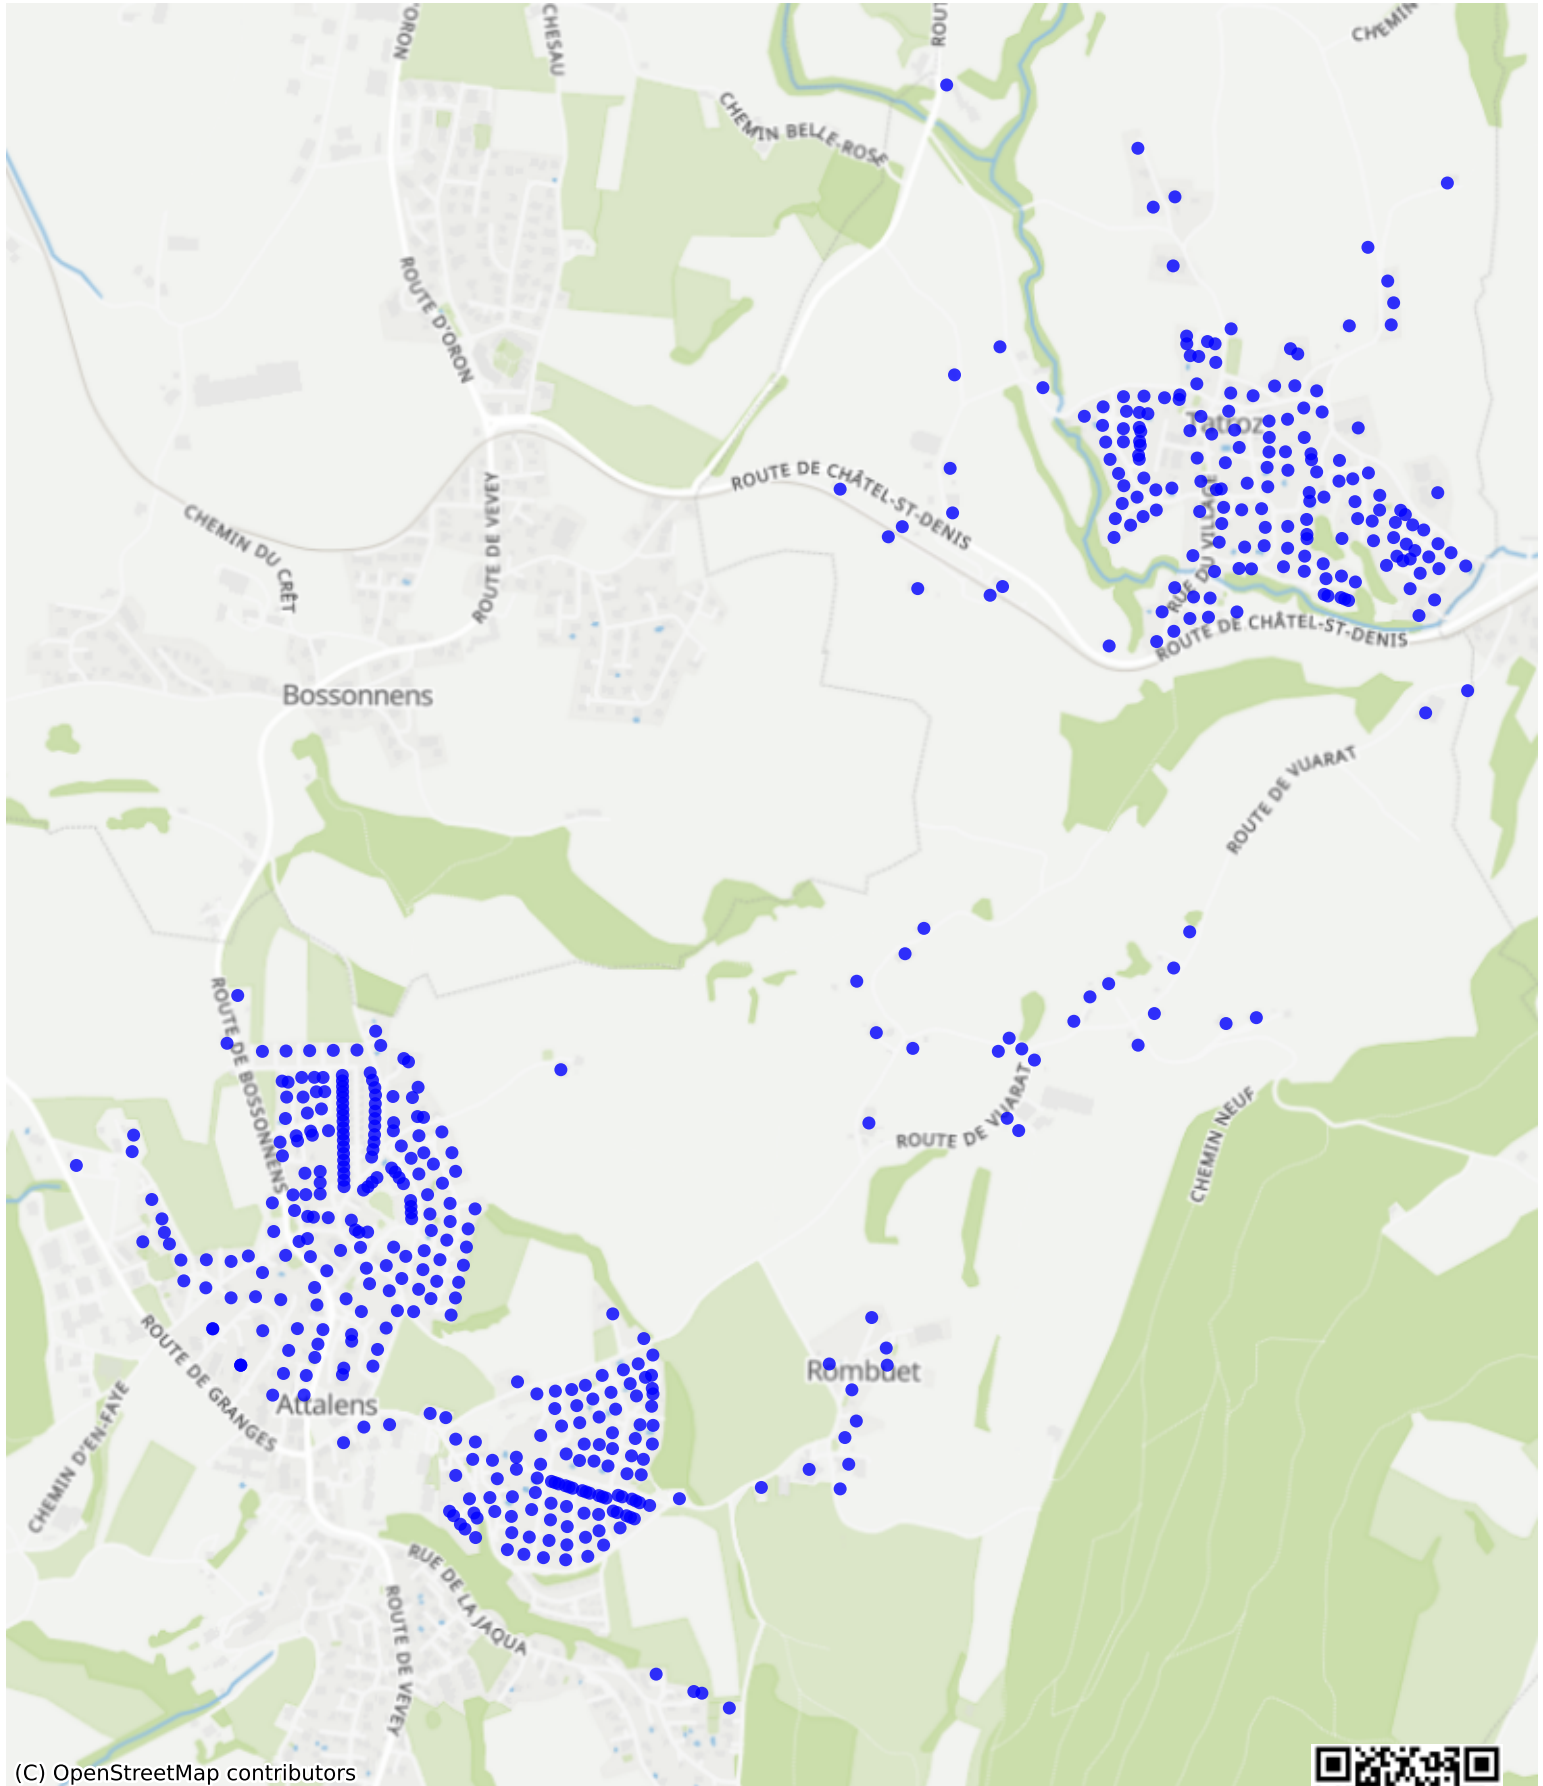 CHESAU
CHEMIN BELLE-ROSE
CHEMIN
ROUTE D'ORON
Tatroz
ROUTE DE CHÂTEL-ST-DENIS
ROUTE DE VEVEY
CHEMIN DU CRÊT
RUE DU VILLAGE
ROUTE DE CHÂTEL-ST-DENIS
Bossonnens
ROUTE DE VUARAT
ROUTE DE BOSSONNENS
ROUTE DE VUARAT
CHEMIN NEUF
ROUTE DE GRANGES
Rombuet
Attalens
CHEMIN D'EN-FAYE
RUE DE LA JAQUA
ROUTE DE VEVEY
(C) OpenStreetMap contributors